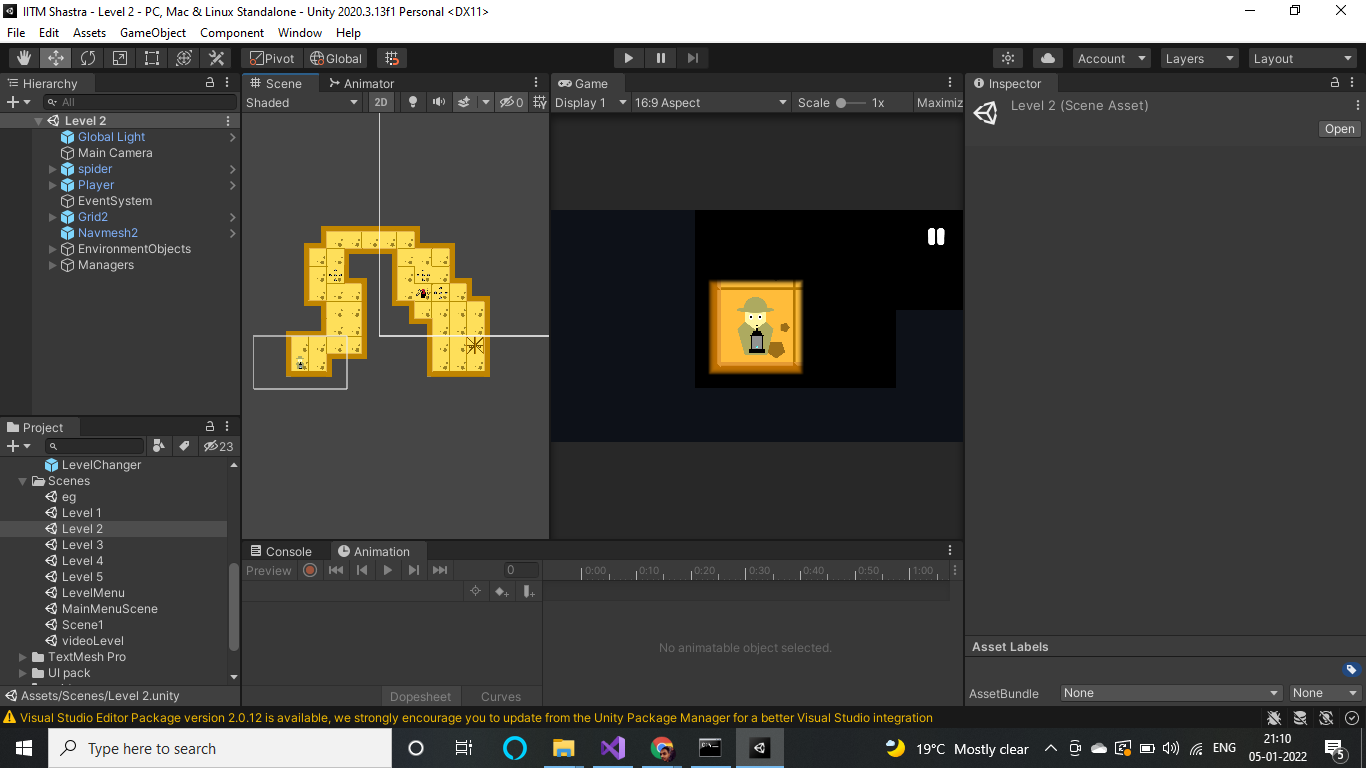 IITM Shastra - Level 2 - PC, Mac & Linux Standalone - Unity 2020.3.13f1 Personal <DX11>
File Edit Assets GameObject Component Window Help
Pivot Global Account Layers Layout
Hierarchy Scene Animator Game Inspector
All Shaded 2D 0 Display 1 16:9 Aspect Scale 1x Maximiz
Level 2 (Scene Asset)
Open
Level 2
Global Light
Main Camera
spider
Player
EventSystem
Grid2
Navmesh2
EnvironmentObjects
Managers
Project
23
LevelChanger
Scenes
eg
Level 1
Level 2
Level 3
Level 4
Level 5
LevelMenu
MainMenuScene
Scene1
videoLevel
TextMesh Pro
UI pack
Assets/Scenes/Level 2.unity
Console Animation
Preview 0 0:00 0:10 0:20 0:30 0:40 0:50 1:00
No animatable object selected.
Dopesheet Curves
Asset Labels
AssetBundle None None
Visual Studio Editor Package version 2.0.12 is available, we strongly encourage you to update from the Unity Package Manager for a better Visual Studio integration
Type here to search
19°C Mostly clear ENG 21:10
05-01-2022
5